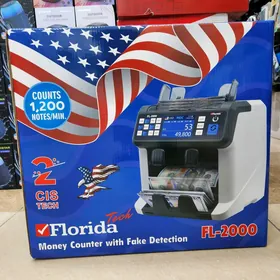 COUNTS
1,200
NOTES/MIN.
53
49,800
2
CIS
TECH
Florida
Tech
FL-2000
Money Counter with Fake Detection